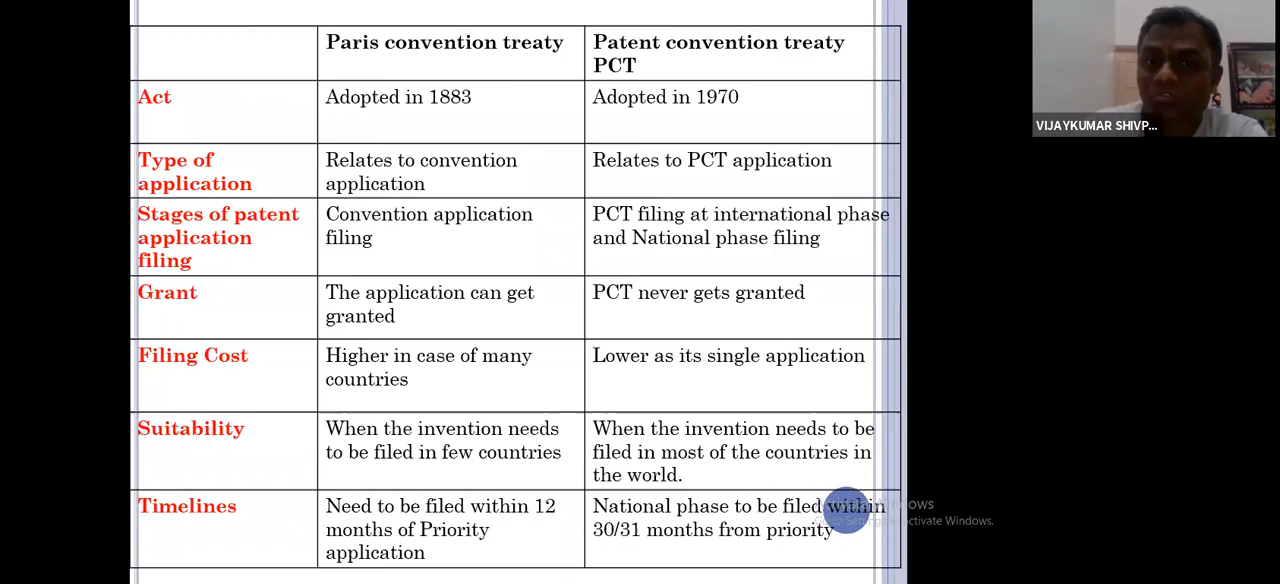 Paris convention treaty
Patent convention treaty
PCT
Act
Adopted in 1883
Adopted in 1970
Type of
application
Relates to convention
application
Relates to PCT application
Stages of patent
application
filing
Convention application
filing
PCT filing at international phase
and National phase filing
Grant
The application can get
granted
PCT never gets granted
Filing Cost
Higher in case of many
countries
Lower as its single application
Suitability
When the invention needs
to be filed in few countries
When the invention needs to be
filed in most of the countries in
the world.
Timelines
Need to be filed within 12
months of Priority
application
National phase to be filed within
30/31 months from priority
VIJAYKUMAR SHIVP...